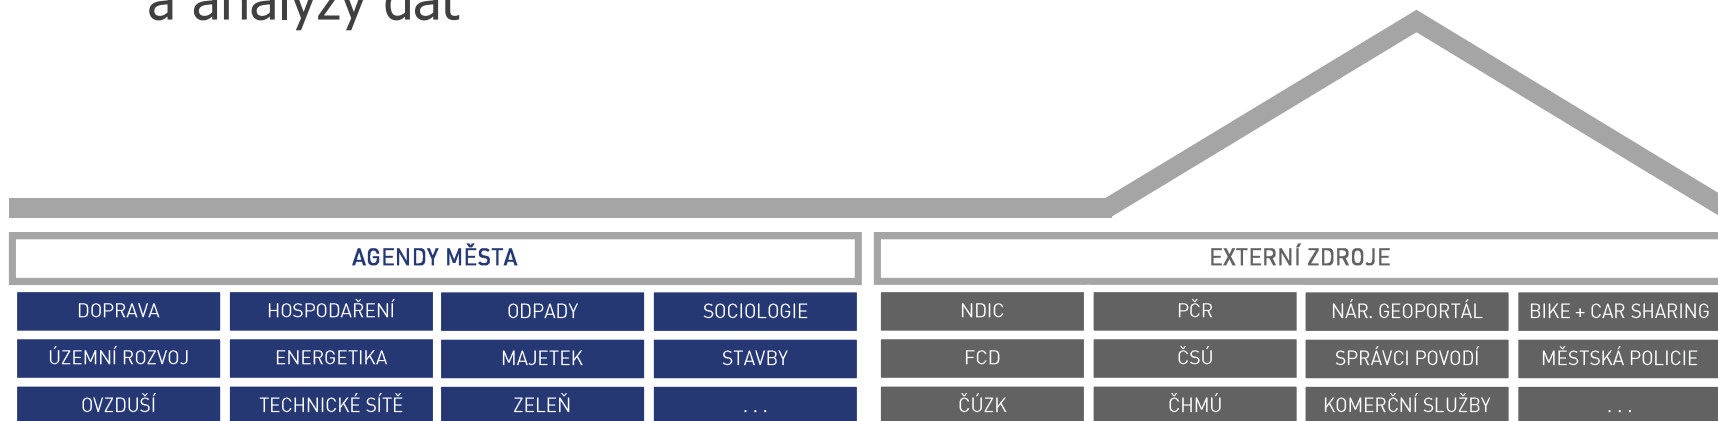 a analýzy dat
AGENDY MĚSTA
EXTERNÍ ZDROJE
DOPRAVA
HOSPODAŘENÍ
ODPADY
SOCIOLOGIE
NDIC
PČR
NÁR. GEOPORTÁL
BIKE + CAR SHARING
ÚZEMNÍ ROZVOJ
ENERGETIKA
MAJETEK
STAVBY
FCD
ČSÚ
SPRÁVCI POVODÍ
MĚSTSKÁ POLICIE
OVZDUŠÍ
TECHNICKÉ SÍTĚ
ZELEŇ
...
ČÚZK
ČHMÚ
KOMERČNÍ SLUŽBY
...